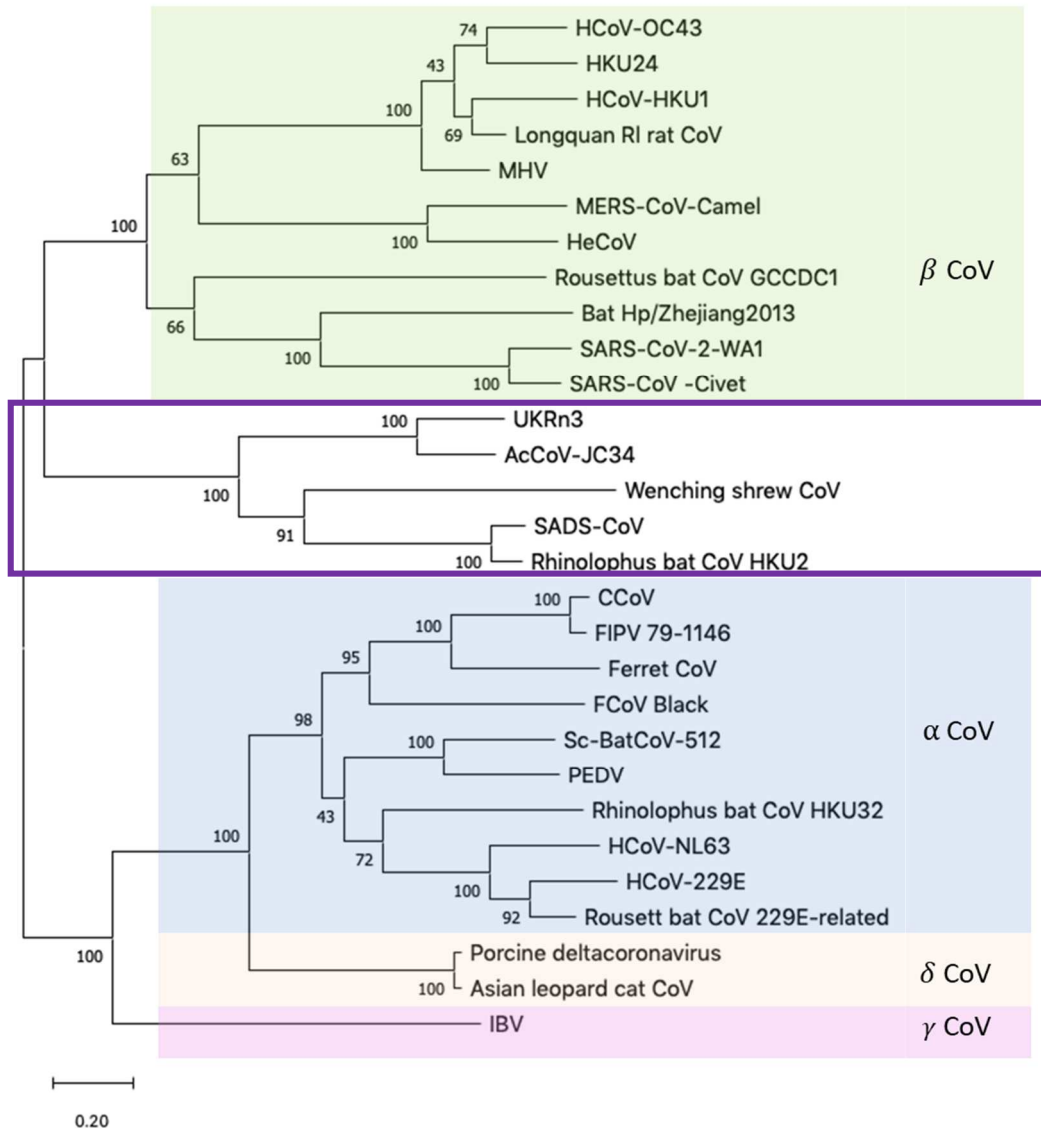 74
HCoV-OC43
43
HKU24
HCoV-HKU1
100
69
Longquan Rl rat CoV
63
MHV
MERS-CoV-Camel
100
100
HeCoV
β CoV
Rousettus bat CoV GCCDC1
66
Bat Hp/Zhejiang2013
100
SARS-CoV-2-WA1
100
SARS-CoV -Civet
100
UKRn3
AcCoV-JC34
100
Wenching shrew CoV
91
SADS-CoV
100
Rhinolophus bat CoV HKU2
100
CCoV
100
FIPV 79-1146
95
Ferret CoV
98
FCoV Black
α CoV
100
Sc-BatCoV-512
PEDV
43
Rhinolophus bat CoV HKU32
100
72
HCoV-NL63
100
HCoV-229E
92
Rousett bat CoV 229E-related
100
Porcine deltacoronavirus
δ CoV
100
Asian leopard cat CoV
IBV
γ CoV
0.20